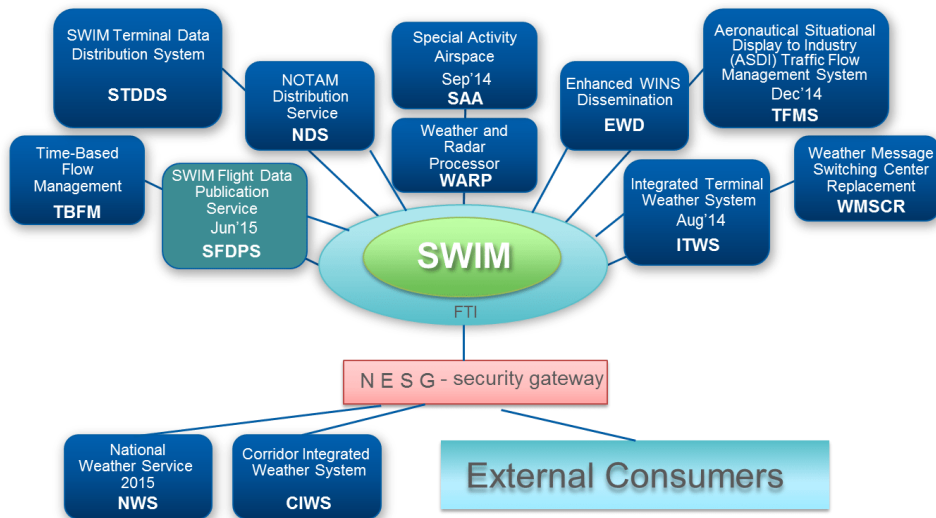 SWIM Terminal Data
Distribution System
STDDS
NOTAM
Distribution
Service
NDS
Special Activity
Airspace
Sep'14
SAA
Weather and
Radar
Processor
WARP
Enhanced WINS
Dissemination
EWD
Aeronautical Situational
Display to Industry
(ASDI) Traffic Flow
Management System
Dec'14
TFMS
Time-Based
Flow
Management
TBFM
SWIM Flight Data
Publication
Service
Jun'15
SFDPS
Integrated Terminal
Weather System
Aug'14
ITWS
Weather Message
Switching Center
Replacement
WMSCR
SWIM
FTI
N E S G - security gateway
National
Weather Service
2015
NWS
Corridor Integrated
Weather System
CIWS
External Consumers